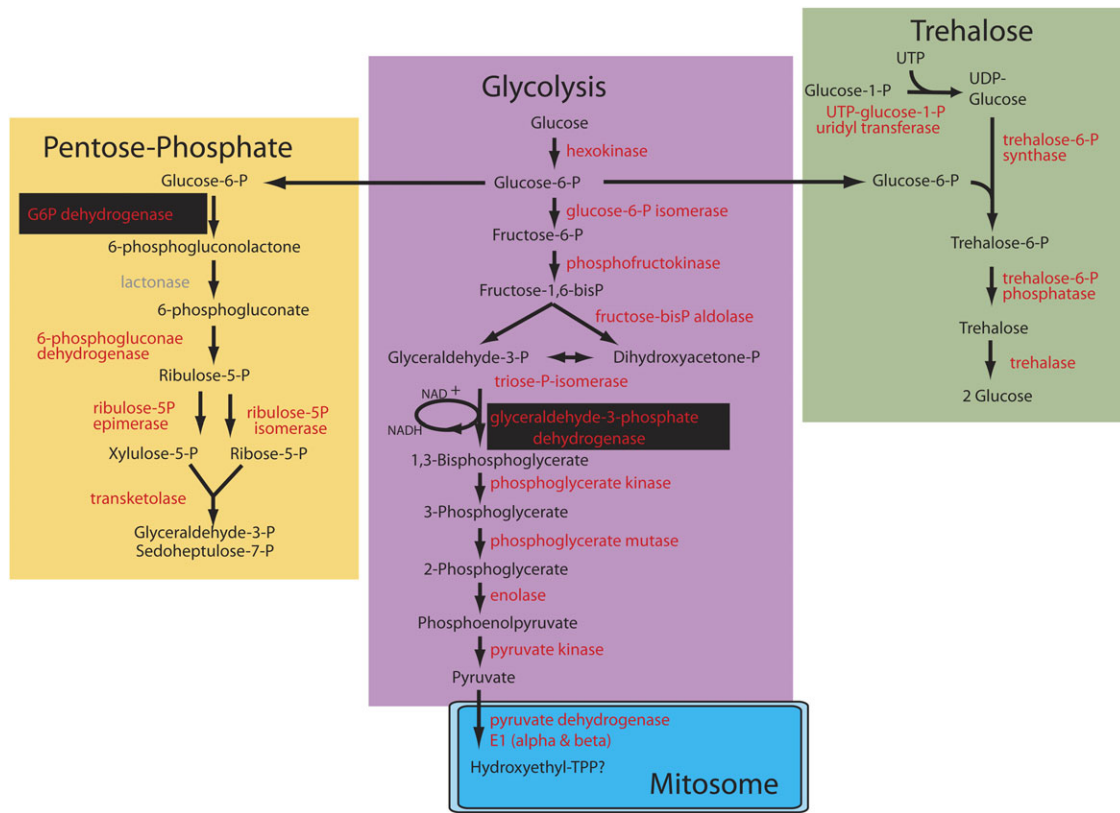 Pentose-Phosphate
Glucose-6-P
G6P dehydrogenase
6-phosphogluconolactone
lactonase
6-phosphogluconate
6-phosphogluconae
dehydrogenase
Ribulose-5-P
ribulose-5P
epimerase
ribulose-5P
isomerase
Xylulose-5-P
Ribose-5-P
transketolase
Glyceraldehyde-3-P
Sedoheptulose-7-P
Glycolysis
Glucose
hexokinase
Glucose-6-P
glucose-6-P isomerase
Fructose-6-P
phosphofructokinase
Fructose-1,6-bisP
fructose-bisP aldolase
Glyceraldehyde-3-P
Dihydroxyacetone-P
triose-P-isomerase
NAD +
NADH
glyceraldehyde-3-phosphate
dehydrogenase
1,3-Bisphosphoglycerate
phosphoglycerate kinase
3-Phosphoglycerate
phosphoglycerate mutase
2-Phosphoglycerate
enolase
Phosphoenolpyruvate
pyruvate kinase
Pyruvate
pyruvate dehydrogenase
E1 (alpha & beta)
Hydroxyethyl-TPP?
Mitosome
Trehalose
UTP
Glucose-1-P
UDP-
Glucose
UTP-glucose-1-P
uridyl transferase
trehalose-6-P
synthase
Glucose-6-P
Trehalose-6-P
trehalose-6-P
phosphatase
Trehalose
trehalase
2 Glucose